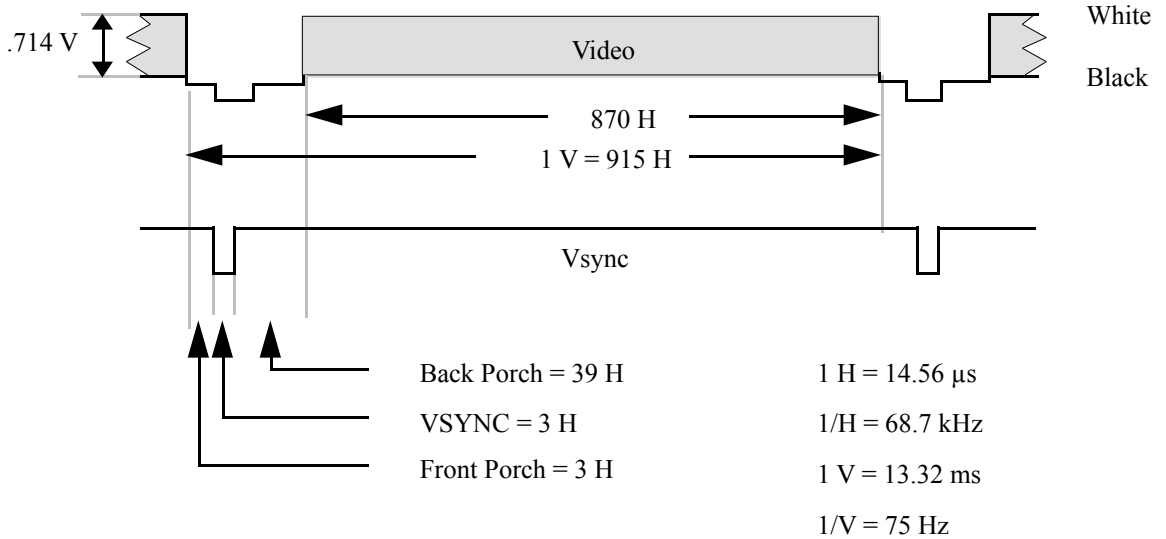 White
.714 V
Video
Black
870 H
1 V = 915 H
Vsync
Back Porch = 39 H
1 H = 14.56 µs
VSYNC = 3 H
1/H = 68.7 kHz
Front Porch = 3 H
1 V = 13.32 ms
1/V = 75 Hz